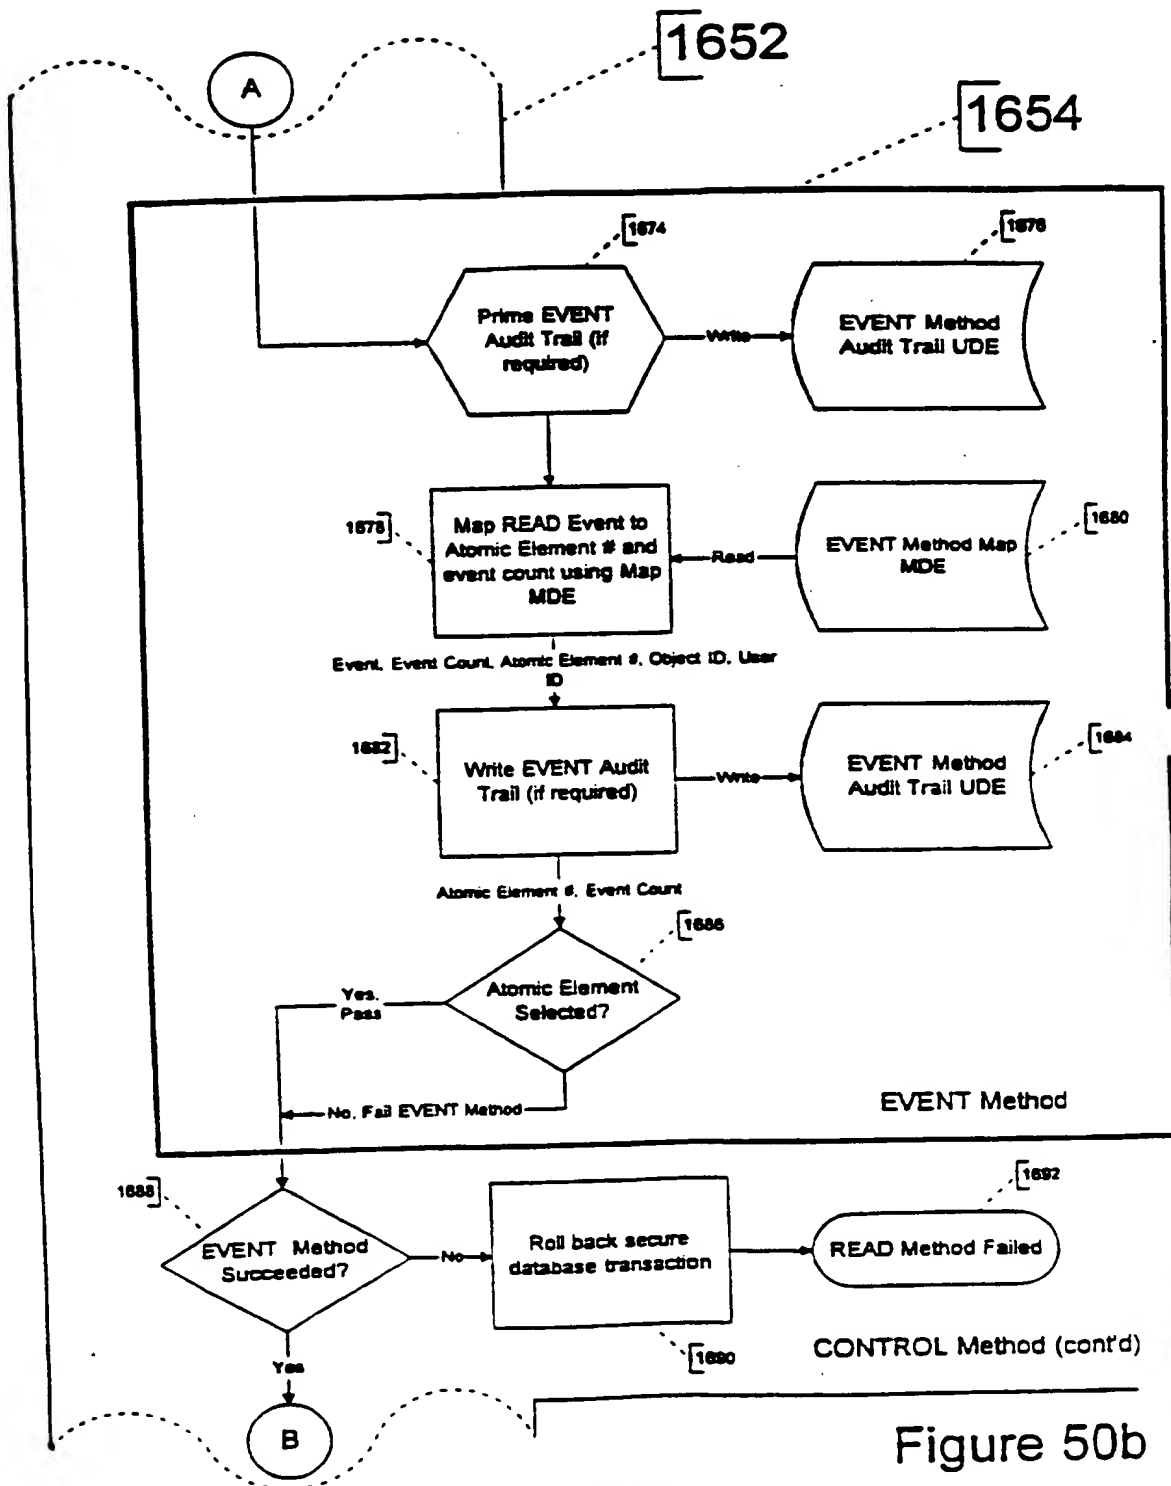 1652
A
1654
1674
1676
Prime EVENT
Audit Trail (if
required)
Write
EVENT Method
Audit Trail UDE
1678
Map READ Event to
Atomic Element # and
event count using Map
MDE
Read
EVENT Method Map
MDE
1680
Event, Event Count, Atomic Element #, Object ID, User
ID
1682
Write EVENT Audit
Trail (if required)
Write
EVENT Method
Audit Trail UDE
1684
Atomic Element #, Event Count
1686
Yes,
Pass
Atomic Element
Selected?
No, Fail EVENT Method
EVENT Method
1688
EVENT Method
Succeeded?
No
Roll back secure
database transaction
1692
READ Method Failed
1690
CONTROL Method (cont'd)
Yes
B
Figure 50b